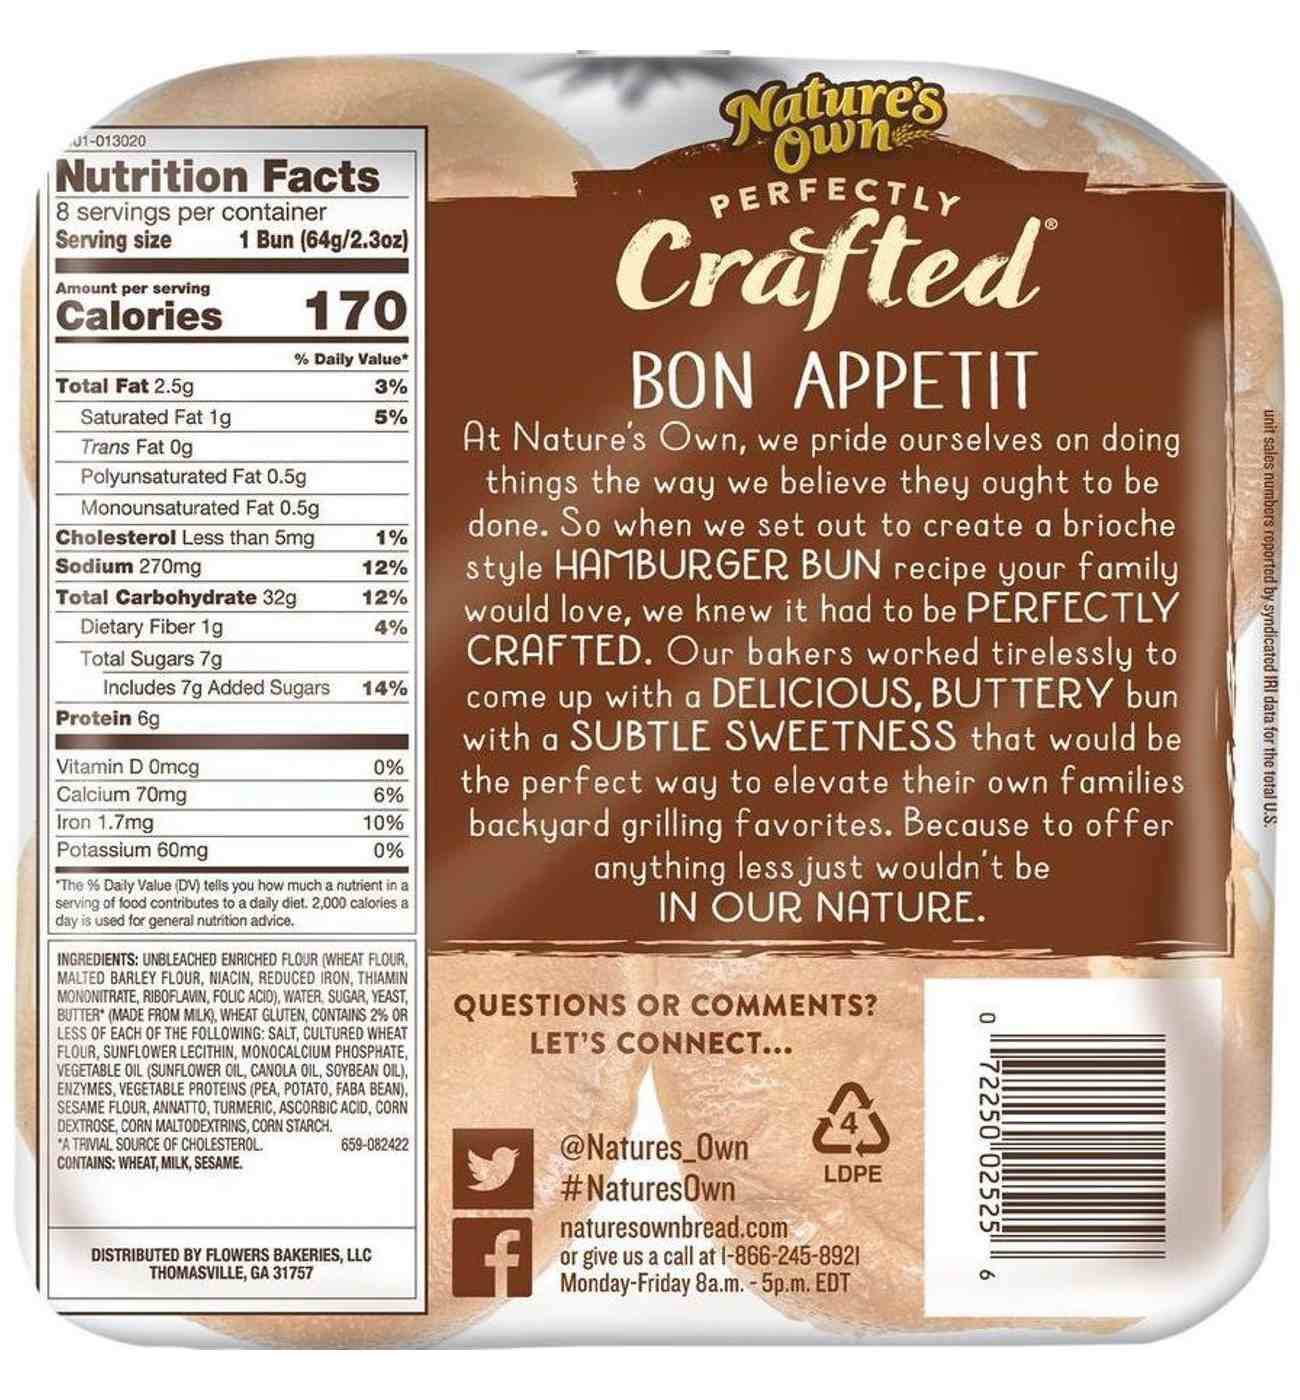 01-013020
Nutrition Facts
8 servings per container
Serving size 1 Bun (64g/2.3oz)
Amount per serving
Calories 170
% Daily Value*
Total Fat 2.5g 3%
Saturated Fat 1g 5%
Trans Fat 0g
Polyunsaturated Fat 0.5g
Monounsaturated Fat 0.5g
Cholesterol Less than 5mg 1%
Sodium 270mg 12%
Total Carbohydrate 32g 12%
Dietary Fiber 1g 4%
Total Sugars 7g
Includes 7g Added Sugars 14%
Protein 6g
Vitamin D 0mcg 0%
Calcium 70mg 6%
Iron 1.7mg 10%
Potassium 60mg 0%
*The % Daily Value (DV) tells you how much a nutrient in a
serving of food contributes to a daily diet. 2,000 calories a
day is used for general nutrition advice.
INGREDIENTS: UNBLEACHED ENRICHED FLOUR (WHEAT FLOUR,
MALTED BARLEY FLOUR, NIACIN, REDUCED IRON, THIAMIN
MONONITRATE, RIBOFLAVIN, FOLIC ACID), WATER, SUGAR, YEAST,
BUTTER* (MADE FROM MILK), WHEAT GLUTEN, CONTAINS 2% OR
LESS OF EACH OF THE FOLLOWING: SALT, CULTURED WHEAT
FLOUR, SUNFLOWER LECITHIN, MONOCALCIUM PHOSPHATE,
VEGETABLE OIL (SUNFLOWER OIL, CANOLA OIL, SOYBEAN OIL),
ENZYMES, VEGETABLE PROTEINS (PEA, POTATO, FABA BEAN),
SESAME FLOUR, ANNATTO, TURMERIC, ASCORBIC ACID, CORN
DEXTROSE, CORN MALTODEXTRINS, CORN STARCH.
*A TRIVIAL SOURCE OF CHOLESTEROL. 659-082422
CONTAINS: WHEAT, MILK, SESAME.
DISTRIBUTED BY FLOWERS BAKERIES, LLC
THOMASVILLE, GA 31757
Nature's
Own
PERFECTLY
Crafted®
BON APPETIT
At Nature's Own, we pride ourselves on doing
things the way we believe they ought to be
done. So when we set out to create a brioche
style HAMBURGER BUN recipe your family
would love, we knew it had to be PERFECTLY
CRAFTED. Our bakers worked tirelessly to
come up with a DELICIOUS, BUTTERY bun
with a SUBTLE SWEETNESS that would be
the perfect way to elevate their own families
backyard grilling favorites. Because to offer
anything less just wouldn't be
IN OUR NATURE.
QUESTIONS OR COMMENTS?
LET'S CONNECT...
@Natures_Own
#NaturesOwn
naturesownbread.com
or give us a call at 1-866-245-8921
Monday-Friday 8a.m. - 5p.m. EDT
4
LDPE
0 72250 02525 6
unit sales numbers reported by syndicated IRI data for the total U.S.